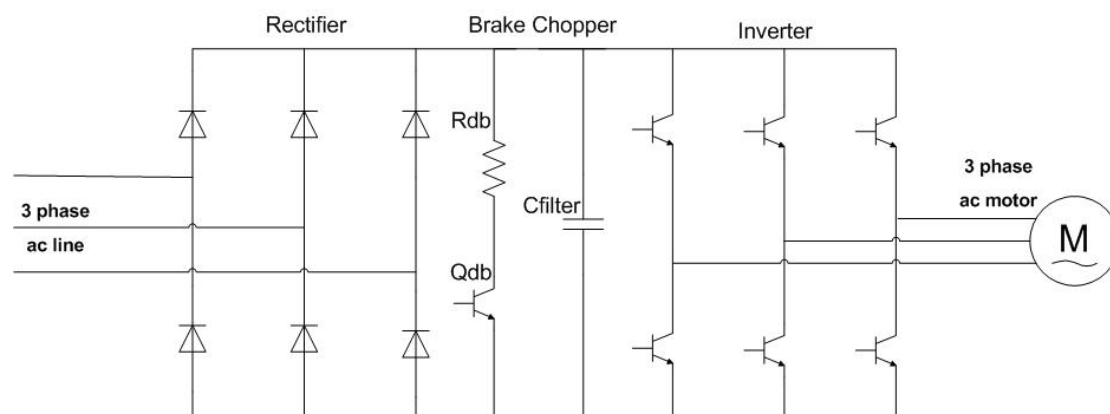 Rectifier
Brake Chopper
Inverter
Rdb
3 phase
ac line
Cfilter
Qdb
3 phase
ac motor
M